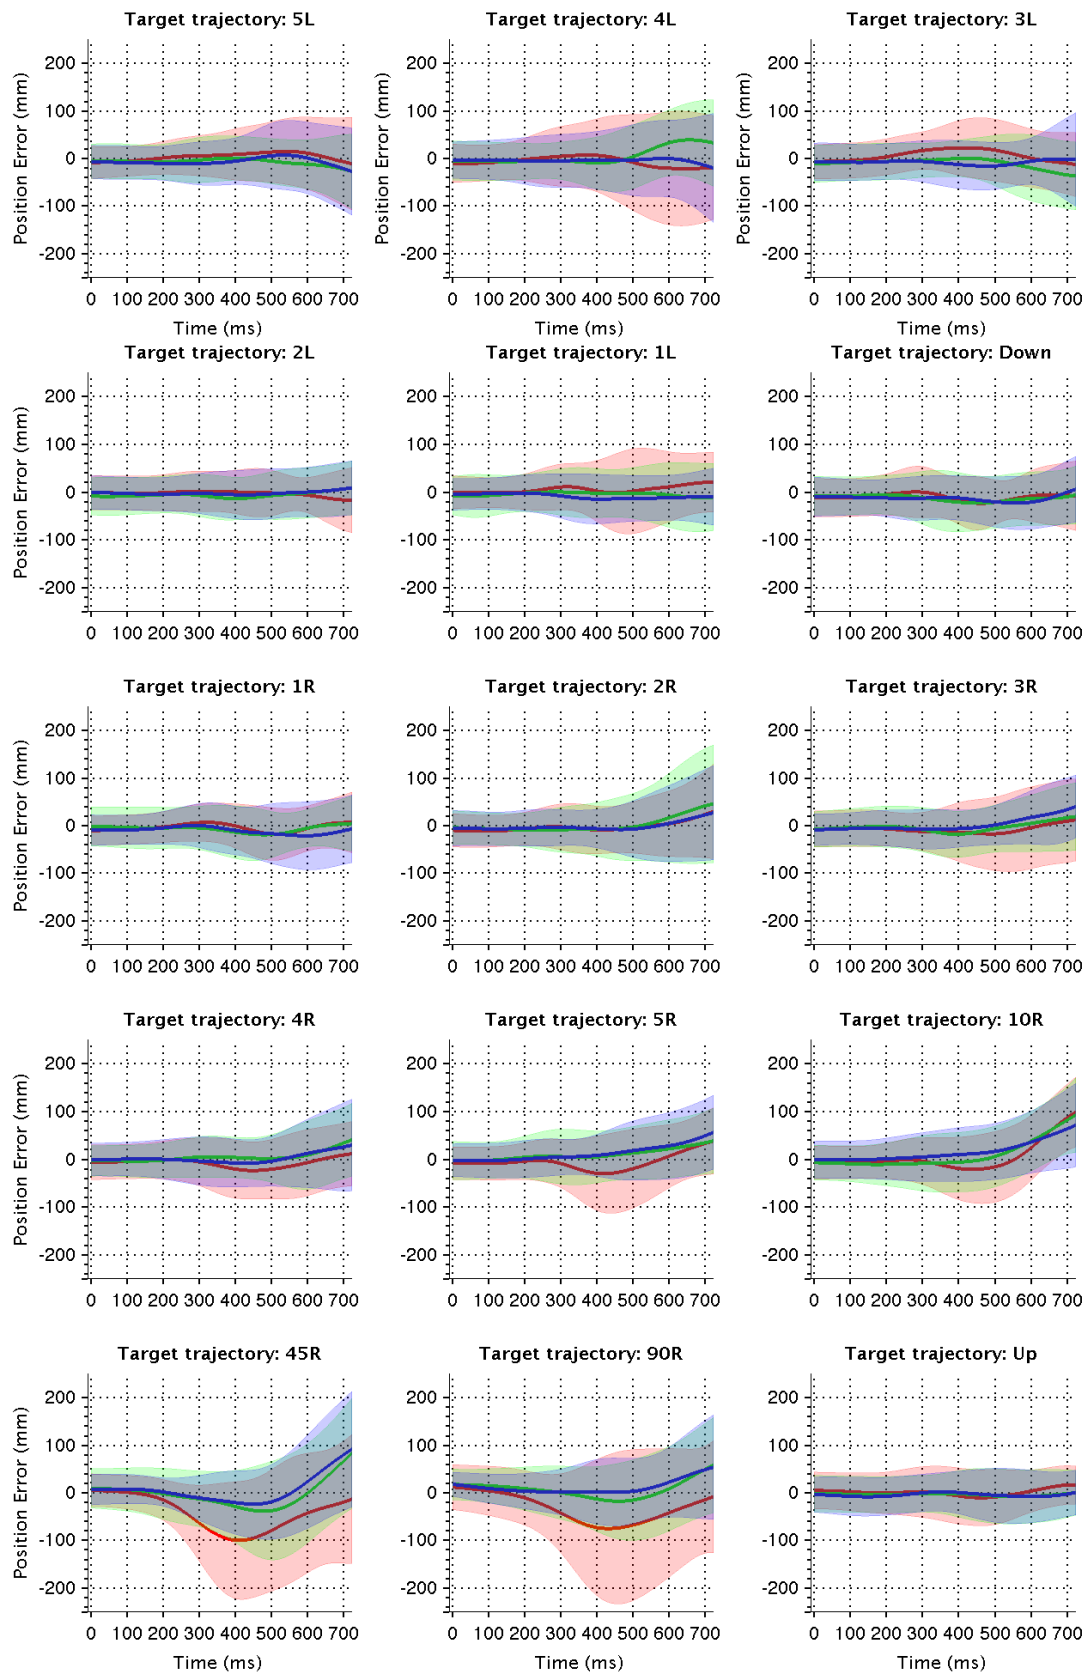 Target trajectory: 5L
Target trajectory: 4L
Target trajectory: 3L
Position Error (mm)
200
100
0
-100
-200
0 100 200 300 400 500 600 700
Time (ms)
Position Error (mm)
200
100
0
-100
-200
0 100 200 300 400 500 600 700
Time (ms)
Position Error (mm)
200
100
0
-100
-200
0 100 200 300 400 500 600 700
Time (ms)
Target trajectory: 2L
Target trajectory: 1L
Target trajectory: Down
Position Error (mm)
200
100
0
-100
-200
0 100 200 300 400 500 600 700
200
100
0
-100
-200
0 100 200 300 400 500 600 700
200
100
0
-100
-200
0 100 200 300 400 500 600 700
Target trajectory: 1R
Target trajectory: 2R
Target trajectory: 3R
Position Error (mm)
200
100
0
-100
-200
0 100 200 300 400 500 600 700
200
100
0
-100
-200
0 100 200 300 400 500 600 700
200
100
0
-100
-200
0 100 200 300 400 500 600 700
Target trajectory: 4R
Target trajectory: 5R
Target trajectory: 10R
Position Error (mm)
200
100
0
-100
-200
0 100 200 300 400 500 600 700
200
100
0
-100
-200
0 100 200 300 400 500 600 700
200
100
0
-100
-200
0 100 200 300 400 500 600 700
Target trajectory: 45R
Target trajectory: 90R
Target trajectory: Up
Position Error (mm)
200
100
0
-100
-200
0 100 200 300 400 500 600 700
Time (ms)
200
100
0
-100
-200
0 100 200 300 400 500 600 700
Time (ms)
200
100
0
-100
-200
0 100 200 300 400 500 600 700
Time (ms)